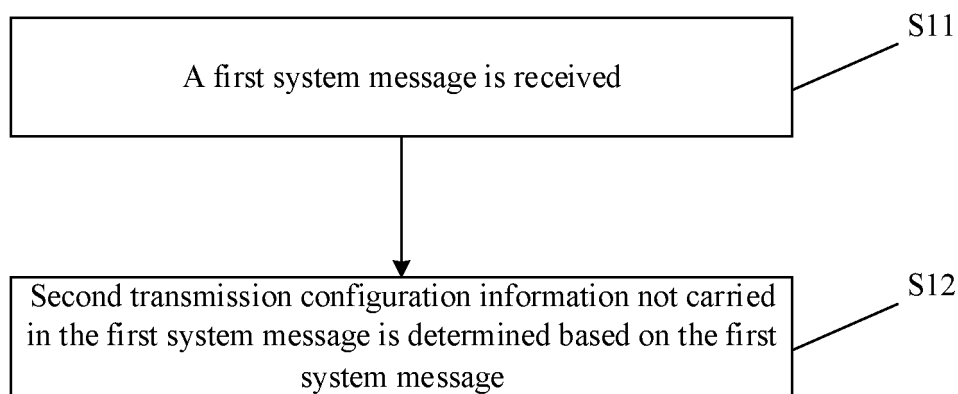 S11
A first system message is received
S12
Second transmission configuration information not carried
in the first system message is determined based on the first
system message